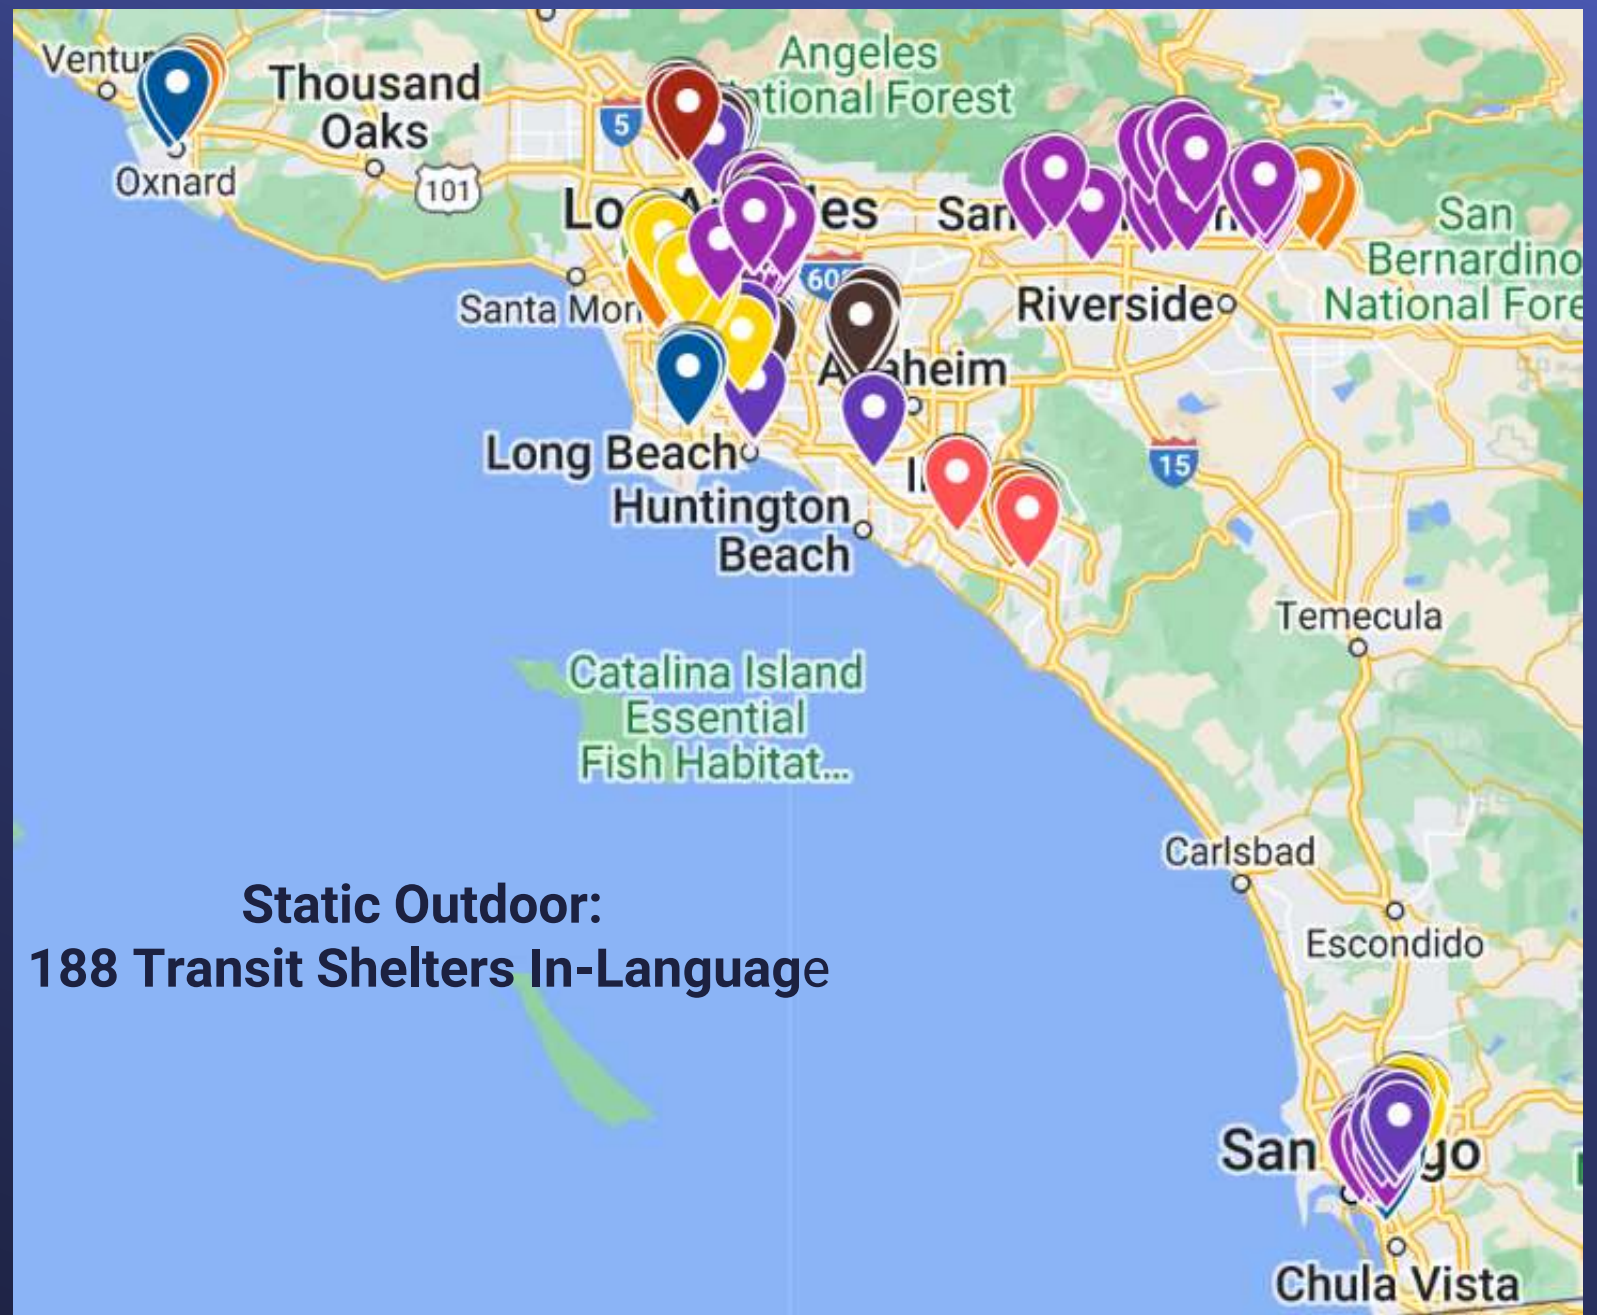 Ventur
Thousand
Oaks
Oxnard
101
5
Angeles
ational Forest
Lo
es
San
San
Bernardino
National Fore
60
Santa Mon
Riverside
Anaheim
Long Beach
Huntington
Beach
15
Temecula
Catalina Island
Essential
Fish Habitat...
Carlsbad
Static Outdoor:
188 Transit Shelters In-Language
Escondido
San
go
Chula Vista